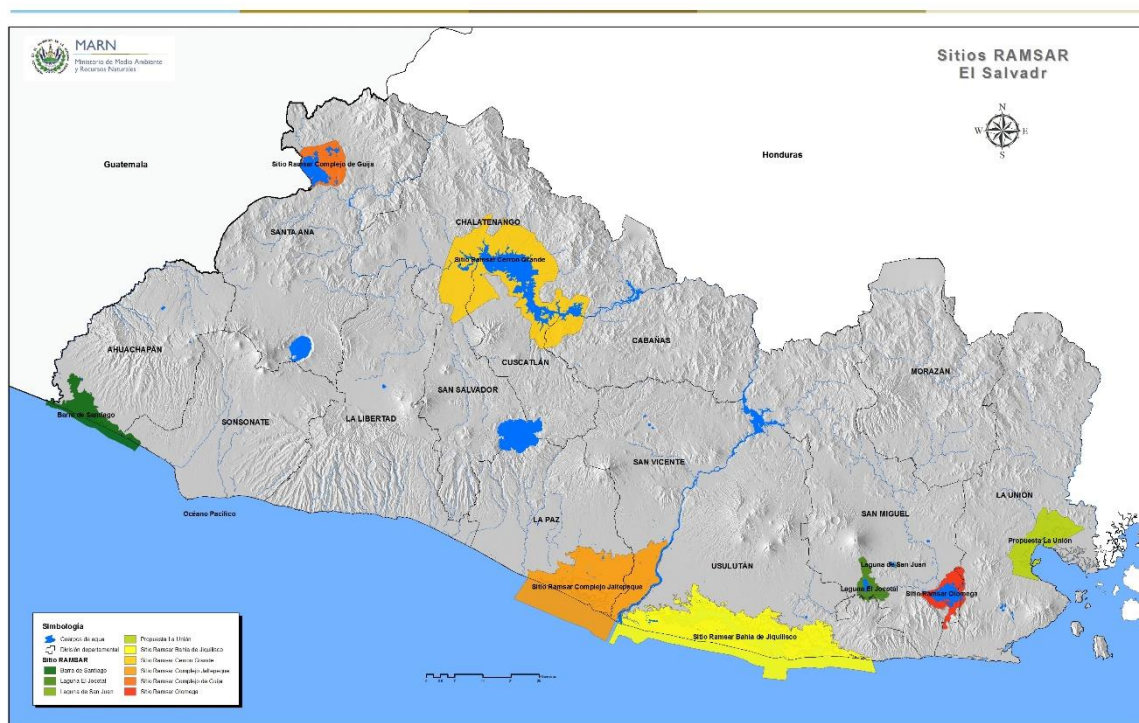 MARN
Ministerio de Medio Ambiente
y Recursos Naturales
Sitios RAMSAR
El Salvadr
N
W
E
S
Guatemala
Honduras
Sitio Ramsar Complejo de Guija
CHALATENANGO
SANTA ANA
Sitio Ramsar Cerron Grande
AHUACHAPÁN
CUSCATLÁN
CABAÑAS
MORAZÁN
SAN SALVADOR
Barra de Santiago
SONSONATE
LA LIBERTAD
SAN VICENTE
LA UNIÓN
Océano Pacífico
LA PAZ
SAN MIGUEL
Propuesta La Unión
USULUTÁN
Laguna de San Juan
Sitio Ramsar Complejo Jaltepeque
Laguna El Jocotal
Sitio Ramsar Olomega
Sitio Ramsar Bahía de Jiquilisco
Simbología
Cuerpos de agua
División departamental
Sitio RAMSAR
Barra de Santiago
Laguna El Jocotal
Laguna de San Juan
Propuesta La Unión
Sitio Ramsar Bahía de Jiquilisco
Sitio Ramsar Cerron Grande
Sitio Ramsar Complejo Jaltepeque
Sitio Ramsar Complejo de Guija
Sitio Ramsar Olomega